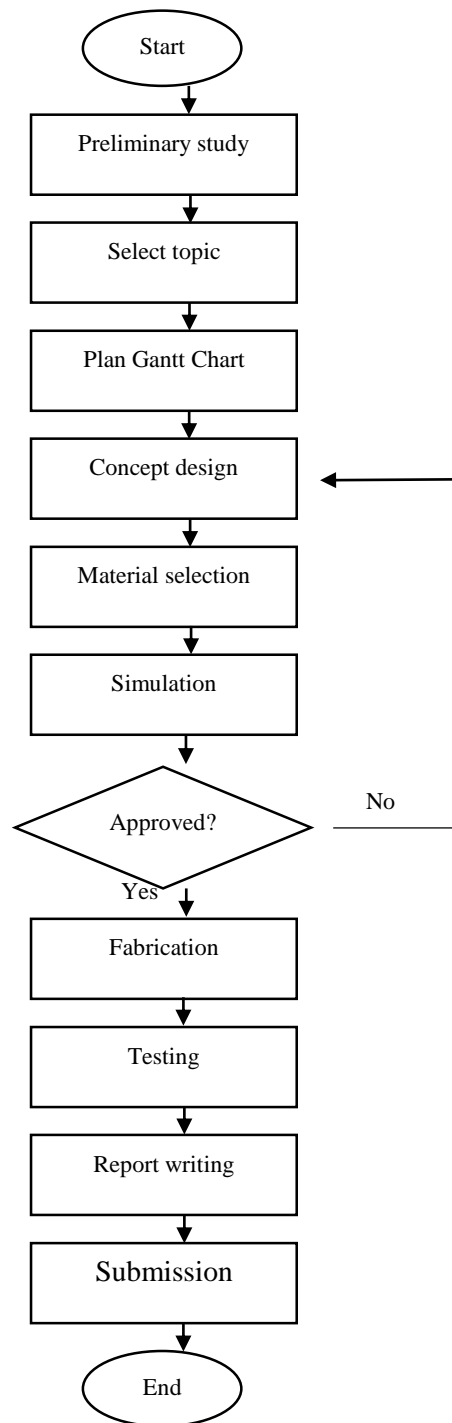 Start
Preliminary study
Select topic
Plan Gantt Chart
Concept design
Material selection
Simulation
Approved?
No
Yes
Fabrication
Testing
Report writing
Submission
End